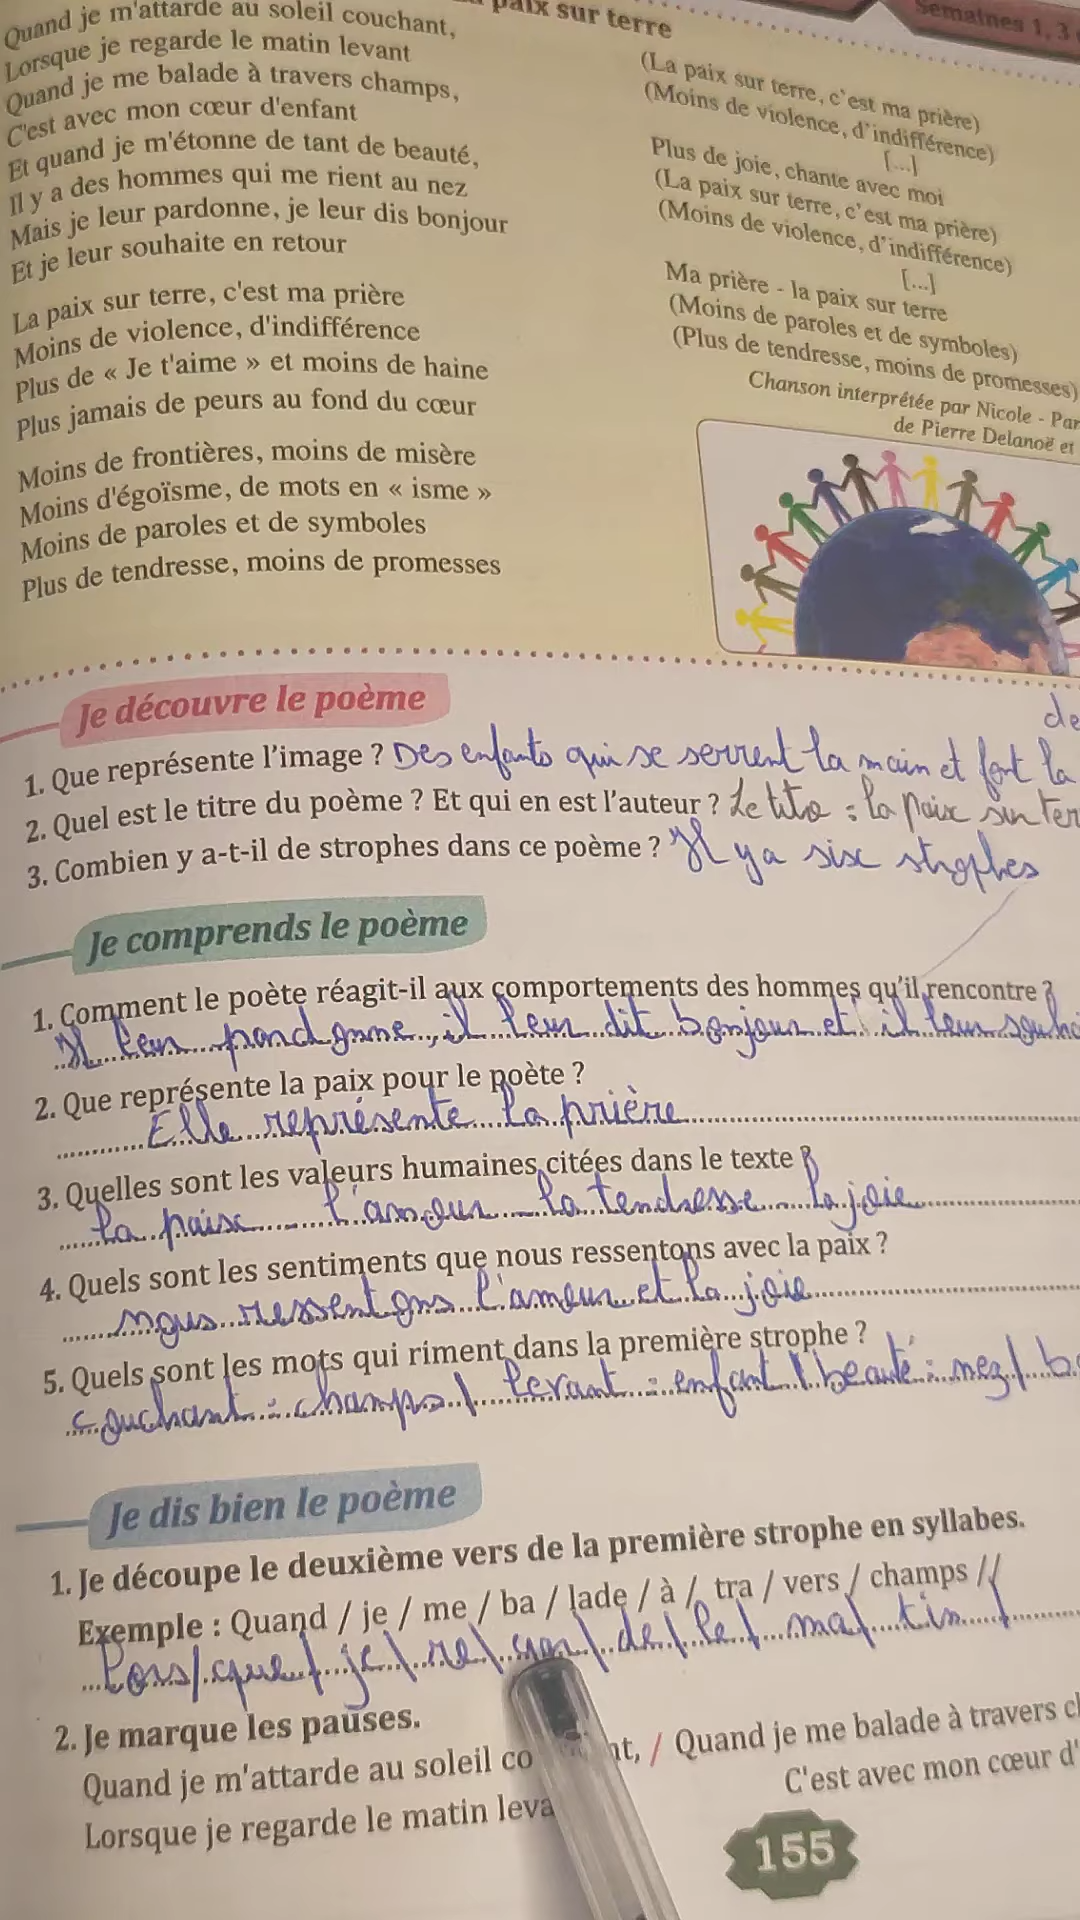 paix sur terre
Semaines 1, 3
Quand je m'attarde au soleil couchant,
Lorsque je regarde le matin levant
Quand je me balade à travers champs,
C'est avec mon cœur d'enfant
Et quand je m'étonne de tant de beauté,
Il y a des hommes qui me rient au nez
Mais je leur pardonne, je leur dis bonjour
Et je leur souhaite en retour
La paix sur terre, c'est ma prière
Moins de violence, d'indifférence
Plus de « Je t'aime » et moins de haine
Plus jamais de peurs au fond du cœur
Moins de frontières, moins de misère
Moins d'égoïsme, de mots en « isme »
Moins de paroles et de symboles
Plus de tendresse, moins de promesses
(La paix sur terre, c'est ma prière)
(Moins de violence, d'indifférence)
[...]
Plus de joie, chante avec moi
(La paix sur terre, c'est ma prière)
(Moins de violence, d'indifférence)
[...]
Ma prière - la paix sur terre
(Moins de paroles et de symboles)
(Plus de tendresse, moins de promesses)
Chanson interprétée par Nicole - Par
de Pierre Delanoë et
Je découvre le poème
de
1. Que représente l'image ? Des enfants qui se serrent la main et font la
2. Quel est le titre du poème ? Et qui en est l'auteur ? Le titre : la paix sur ter
3. Combien y a-t-il de strophes dans ce poème ? Il y a six strophes
Je comprends le poème
1. Comment le poète réagit-il aux comportements des hommes qu'il rencontre ?
Il leur pardonne, il leur dit bonjour et il leur souha
2. Que représente la paix pour le poète ?
Elle représente la prière
3. Quelles sont les valeurs humaines citées dans le texte ?
la paix l'amour la tendresse la joie
4. Quels sont les sentiments que nous ressentons avec la paix ?
nous ressentons l'amour et la joie
5. Quels sont les mots qui riment dans la première strophe ?
couchant : champs / levant : enfant / beauté : nez / b
Je dis bien le poème
1. Je découpe le deuxième vers de la première strophe en syllabes.
Exemple : Quand / je / me / ba / lade / à / tra / vers / champs //
Lors / que / je / re / gar / de / le / ma / tin /
2. Je marque les pauses.
Quand je m'attarde au soleil co nt, / Quand je me balade à travers c
Lorsque je regarde le matin leva
C'est avec mon cœur d'
155